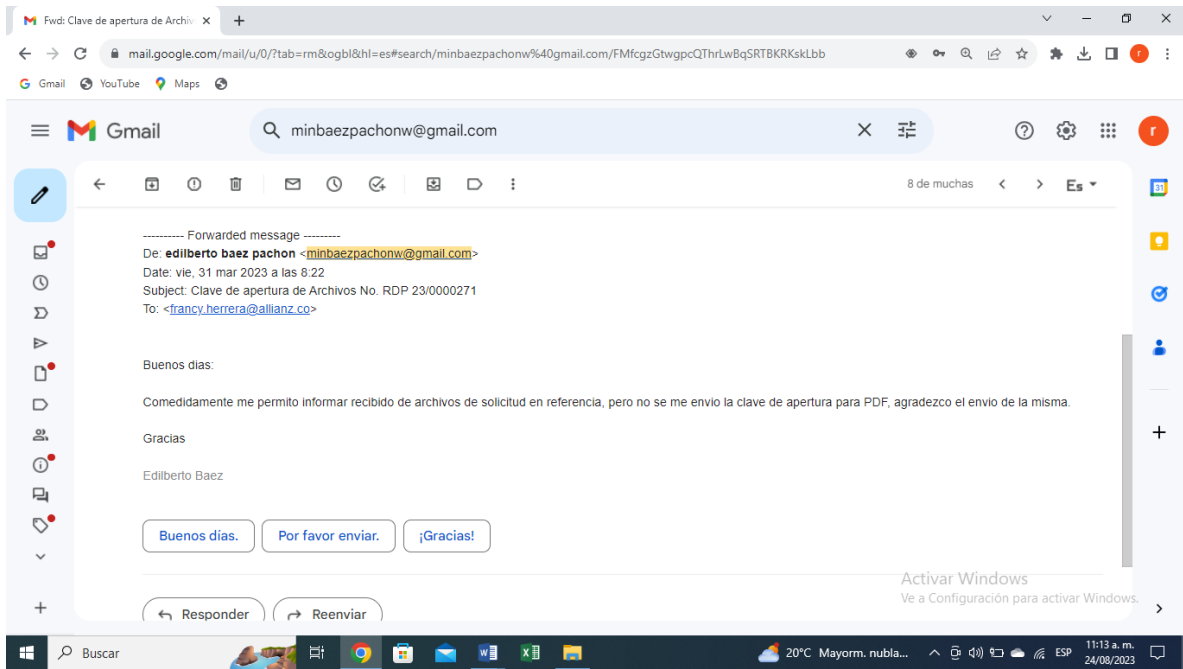 Fwd: Clave de apertura de Archiv
mail.google.com/mail/u/0/?tab=rm&ogbl&hl=es#search/minbaezpachonw%40gmail.com/FMfcgzGtwgpcQThrLwBqSRTBKRKskLbb
r
Gmail YouTube Maps
Gmail
minbaezpachonw@gmail.com
r
8 de muchas
Es
31
---------- Forwarded message ---------
De: edilberto baez pachon <minbaezpachonw@gmail.com>
Date: vie, 31 mar 2023 a las 8:22
Subject: Clave de apertura de Archivos No. RDP 23/0000271
To: <francy.herrera@allianz.co>
Buenos dias:
Comedidamente me permito informar recibido de archivos de solicitud en referencia, pero no se me envio la clave de apertura para PDF, agradezco el envio de la misma.
Gracias
Edilberto Baez
Buenos días. Por favor enviar. ¡Gracias!
Activar Windows
Ve a Configuración para activar Windows.
Responder Reenviar
Buscar
20°C Mayorm. nubla...
ESP
11:13 a. m.
24/08/2023